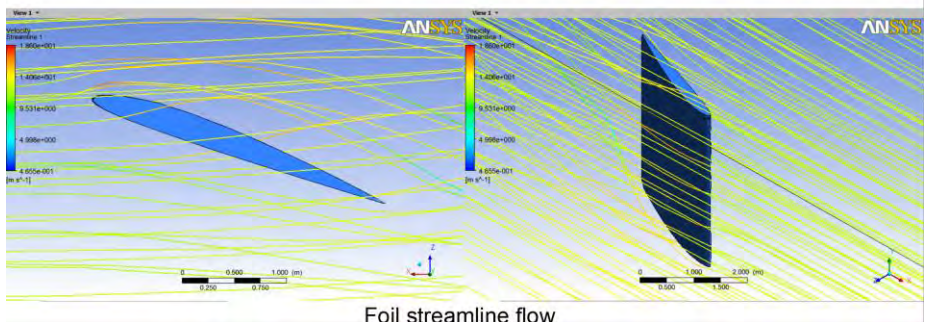 View 1
ANSYS
Velocity
Streamline 1
1.860e+001
1.406e+001
9.531e+000
4.998e+000
4.655e-001
[m s^-1]
0 0.500 1.000 (m)
0.250 0.750
Z
X
View 1
ANSYS
Velocity
Streamline 1
1.860e+001
1.406e+001
9.531e+000
4.998e+000
4.655e-001
[m s^-1]
0 1.000 2.000 (m)
0.500 1.500
Foil streamline flow